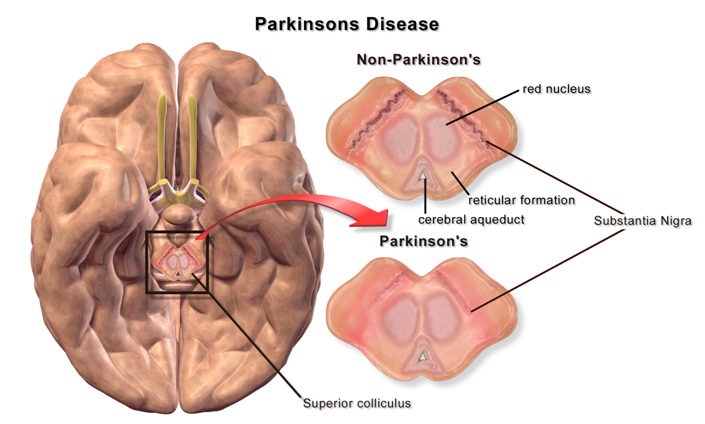 Parkinsons Disease
Non-Parkinson's
red nucleus
reticular formation
cerebral aqueduct
Substantia Nigra
Parkinson's
Superior colliculus